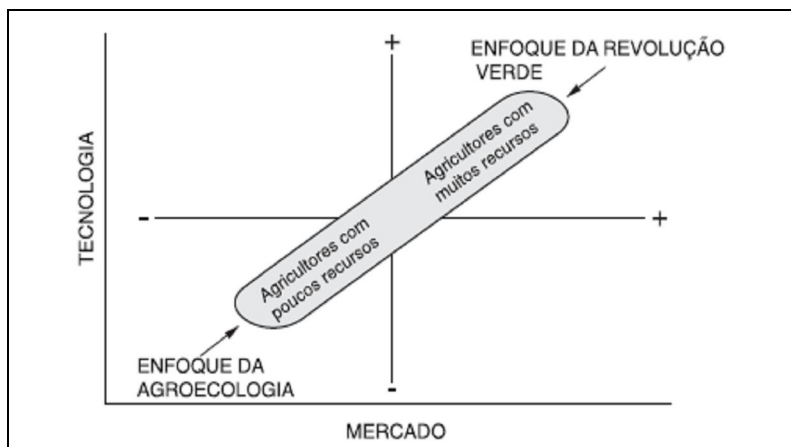 +
ENFOQUE DA REVOLUÇÃO
VERDE
TECNOLOGIA
Agricultores com
muitos recursos
-
+
Agricultores com
poucos recursos
ENFOQUE DA
AGROECOLOGIA
-
MERCADO